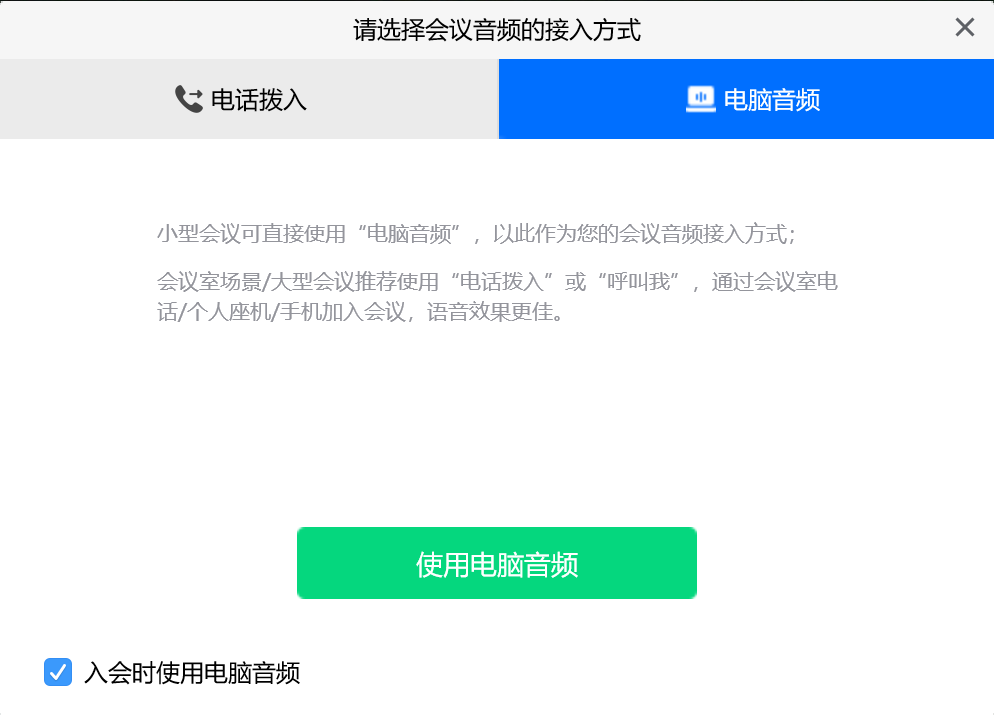 请选择会议音频的接入方式
电话拨入
电脑音频
小型会议可直接使用“电脑音频”，以此作为您的会议音频接入方式；
会议室场景/大型会议推荐使用“电话拨入”或“呼叫我”，通过会议室电
话/个人座机/手机加入会议，语音效果更佳。
使用电脑音频
入会时使用电脑音频